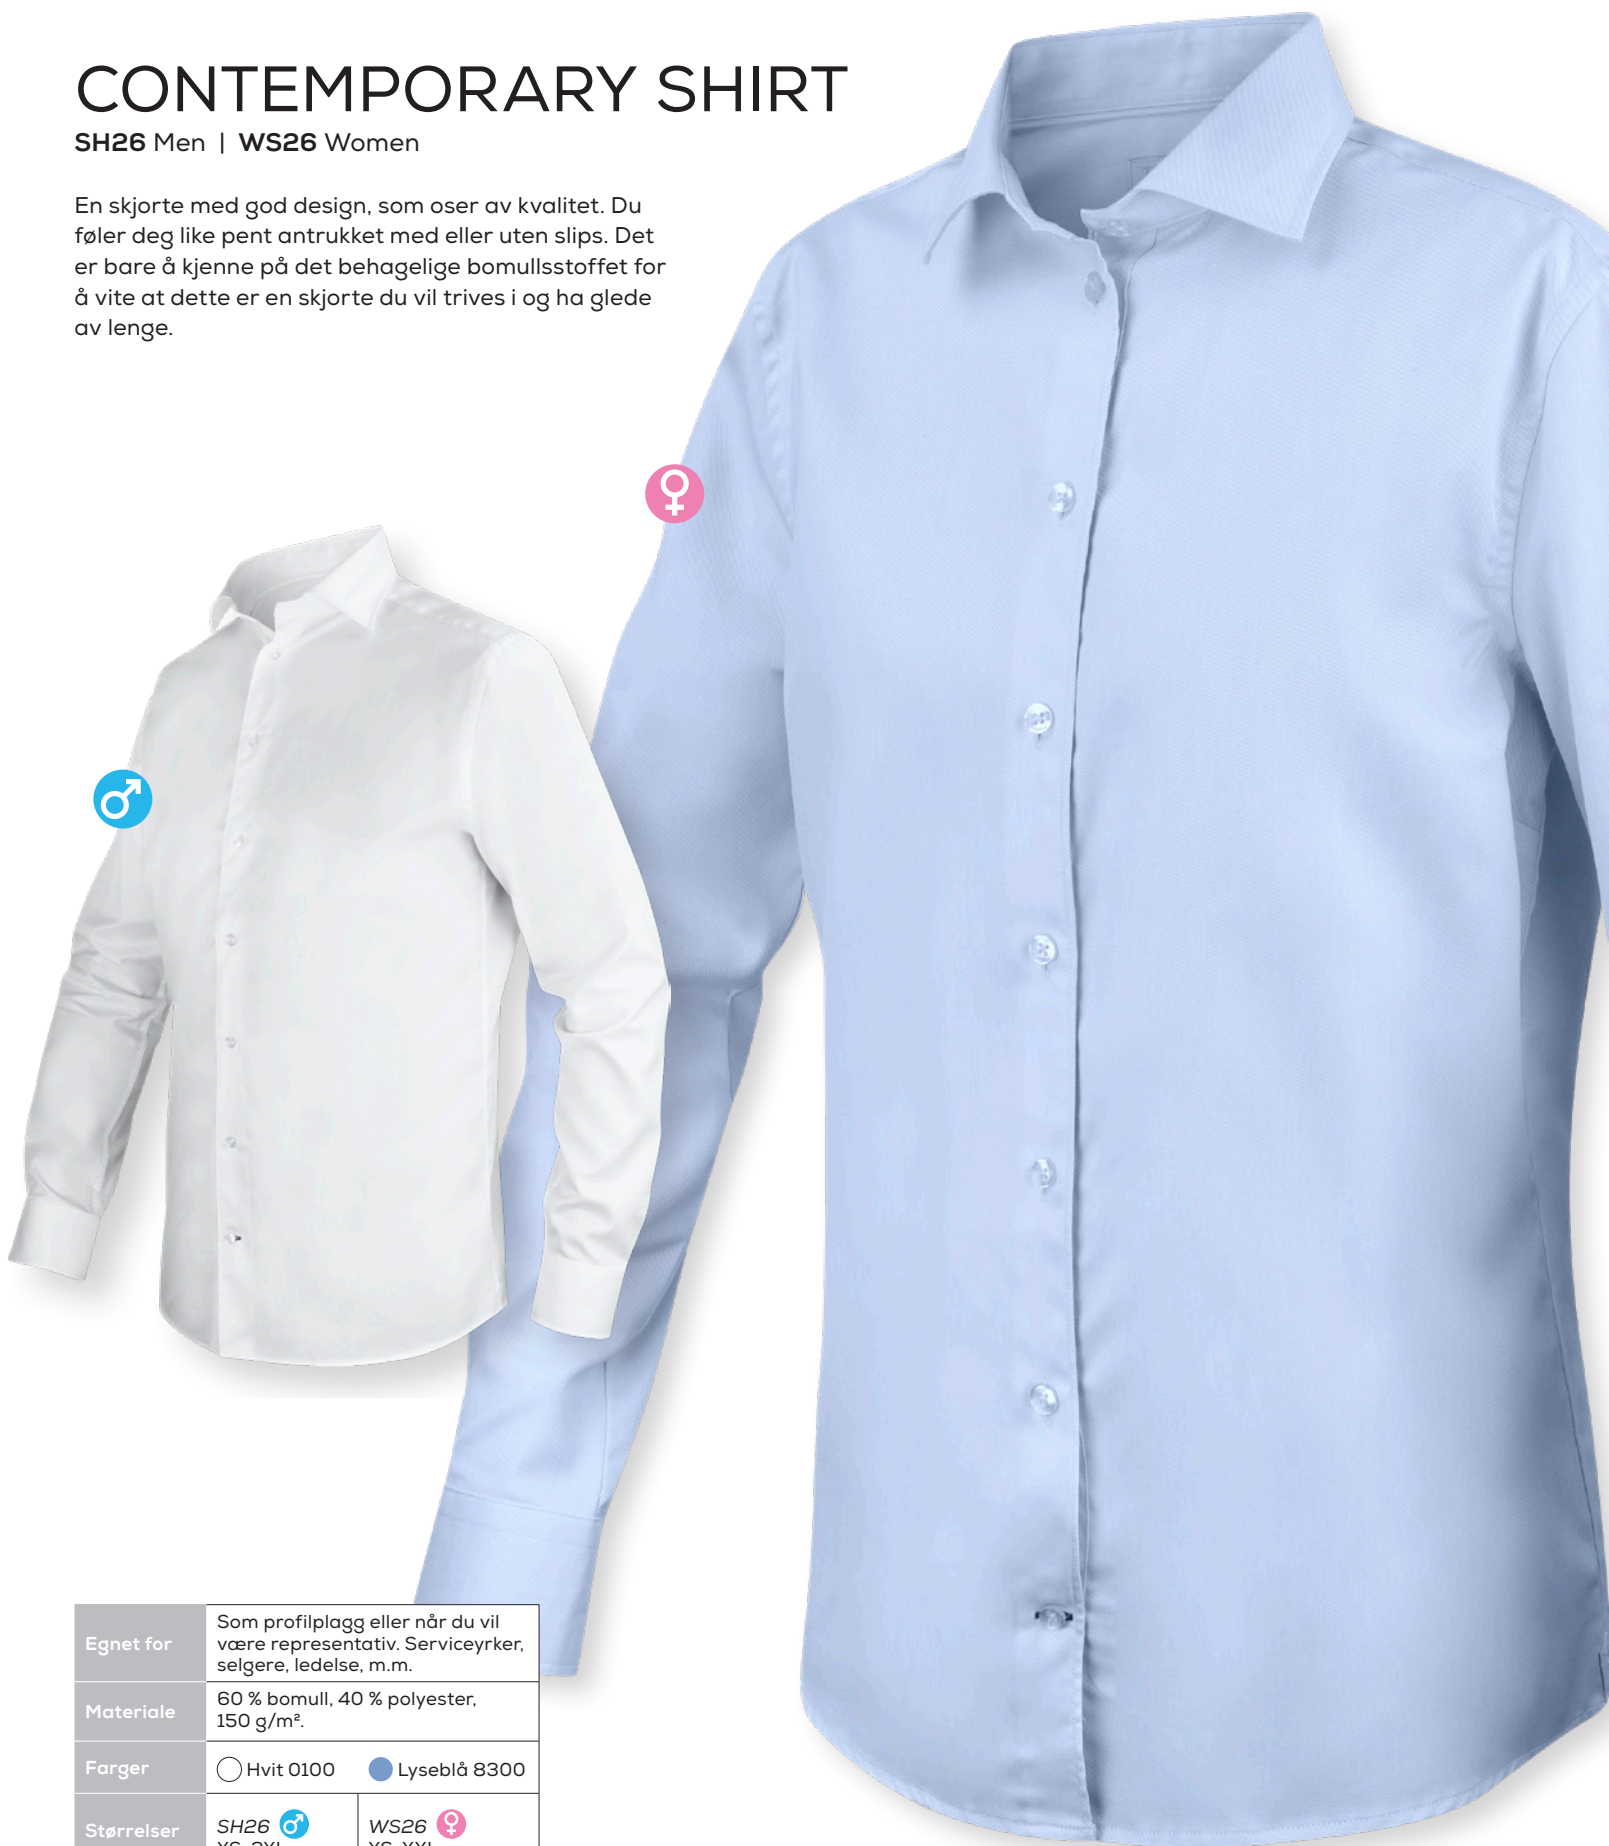 CONTEMPORARY SHIRT
SH26 Men | WS26 Women
En skjorte med god design, som oser av kvalitet. Du
føler deg like pent antrukket med eller uten slips. Det
er bare å kjenne på det behagelige bomullsstoffet for
å vite at dette er en skjorte du vil trives i og ha glede
av lenge.
Egnet for
Som profilplagg eller når du vil
være representativ. Serviceyrker,
selgere, ledelse, m.m.
Materiale
60 % bomull, 40 % polyester,
150 g/m².
Farger
Hvit 0100 Lyseblå 8300
Størrelser
SH26 WS26